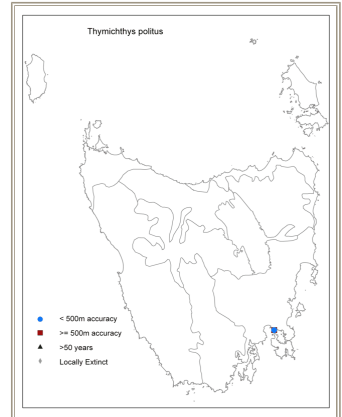 Thymichthys politus
< 500m accuracy
>= 500m accuracy
>50 years
Locally Extinct